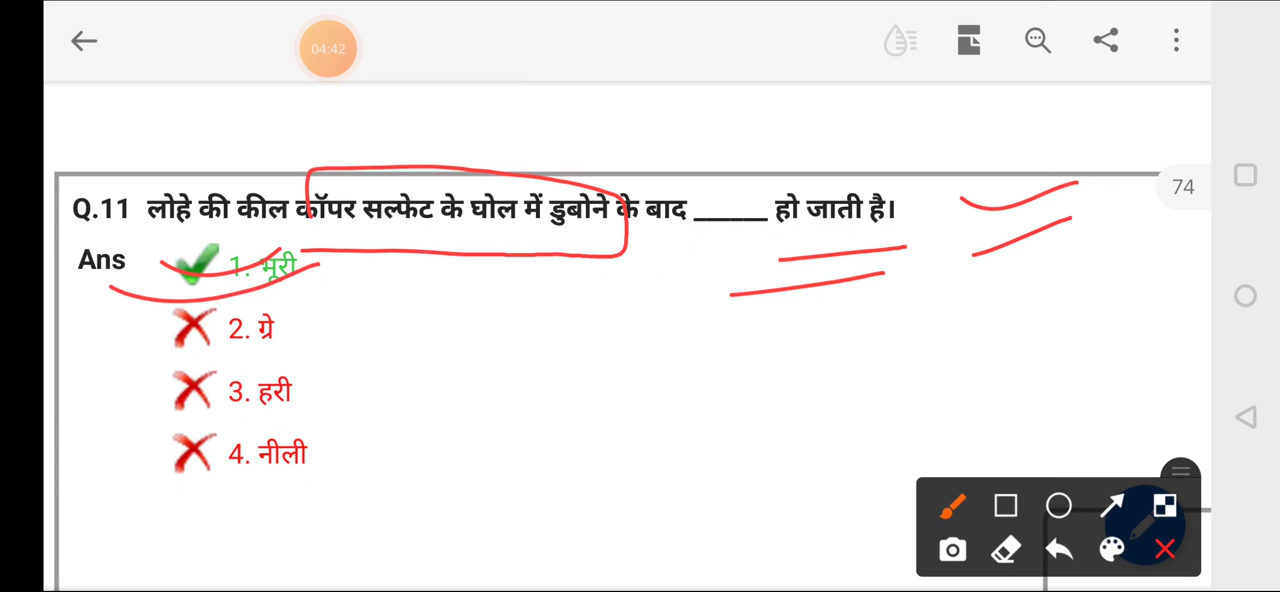 04:42
74
Q.11 लोहे की कील कॉपर सल्फेट के घोल में डुबोने के बाद ______ हो जाती है।
Ans 1. भूरी
2. ग्रे
3. हरी
4. नीली